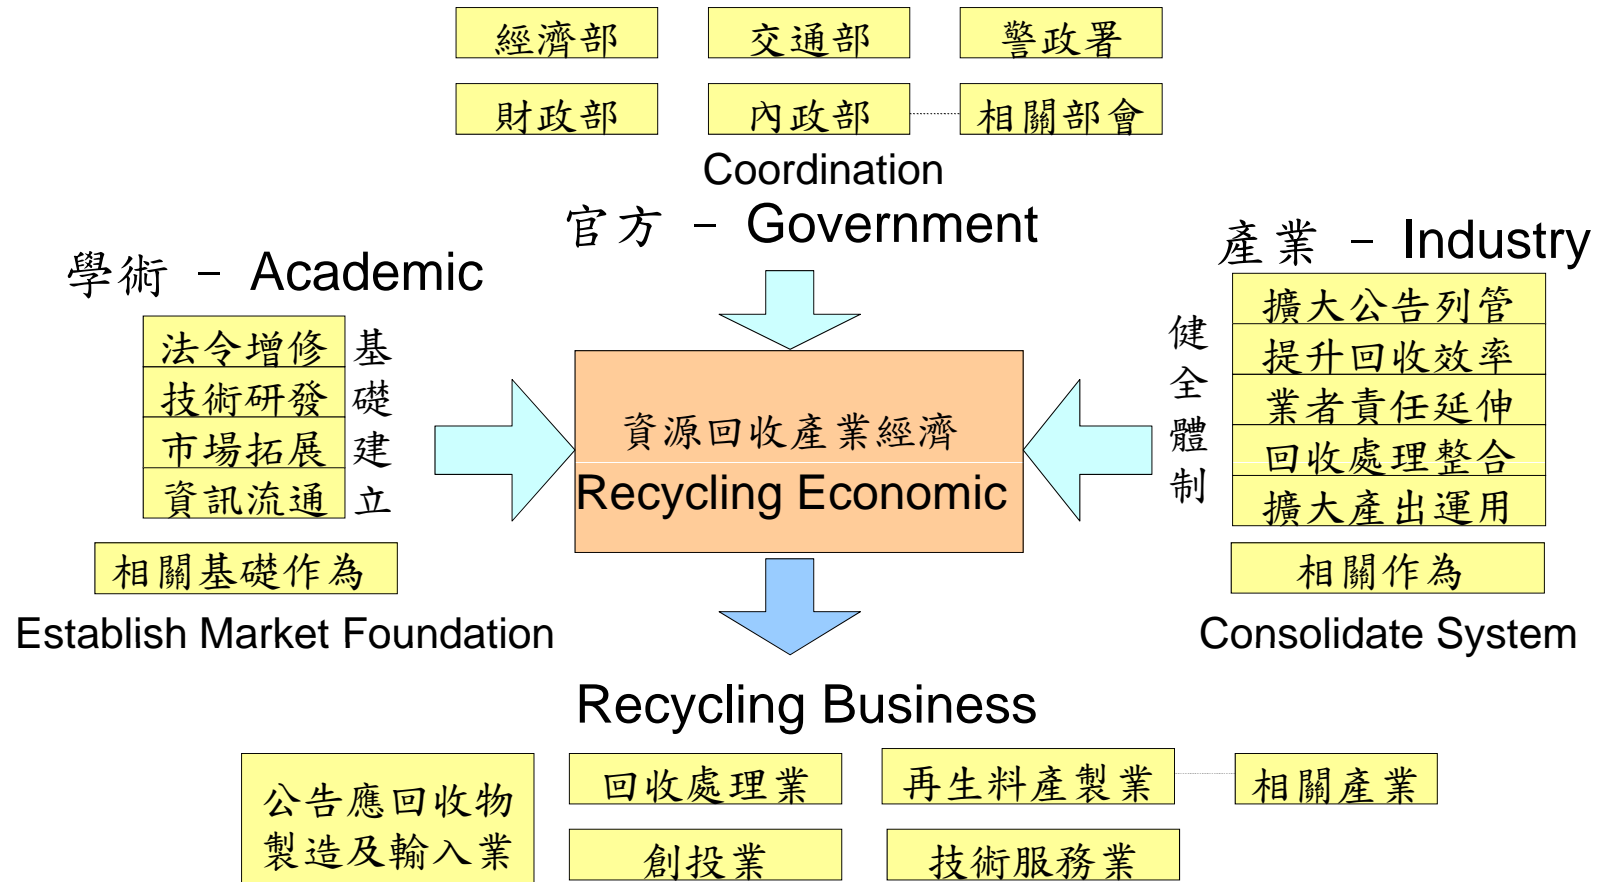 經濟部
交通部
警政署
財政部
內政部
相關部會
Coordination
官方 – Government
學術 – Academic
法令增修
技術研發
市場拓展
資訊流通
基礎建立
相關基礎作為
Establish Market Foundation
資源回收產業經濟
Recycling Economic
產業 – Industry
健全體制
擴大公告列管
提升回收效率
業者責任延伸
回收處理整合
擴大產出運用
相關作為
Consolidate System
Recycling Business
公告應回收物
製造及輸入業
回收處理業
再生料產製業
相關產業
創投業
技術服務業